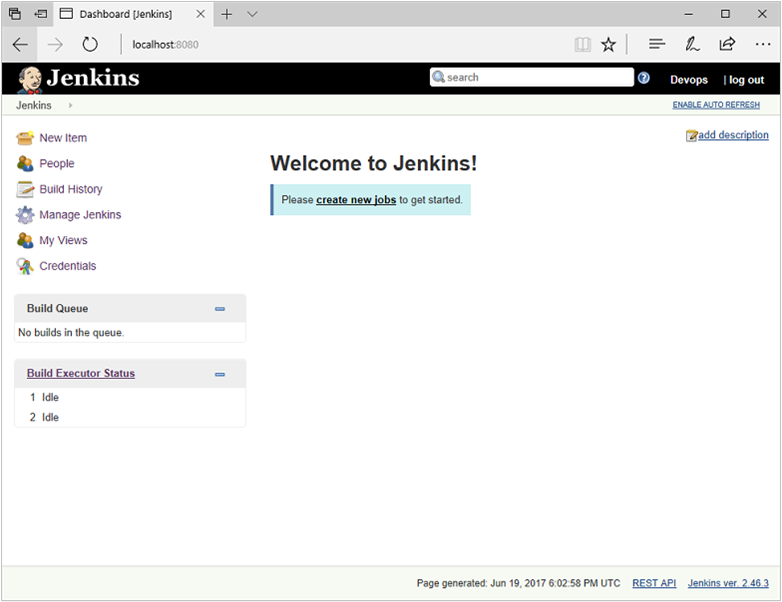 Dashboard [Jenkins]
localhost:8080
Jenkins
search
Devops
| log out
Jenkins
ENABLE AUTO REFRESH
New Item
People
Build History
Manage Jenkins
My Views
Credentials
add description
Welcome to Jenkins!
Please create new jobs to get started.
Build Queue
No builds in the queue.
Build Executor Status
1 Idle
2 Idle
Page generated: Jun 19, 2017 6:02:58 PM UTC REST API Jenkins ver. 2.46.3